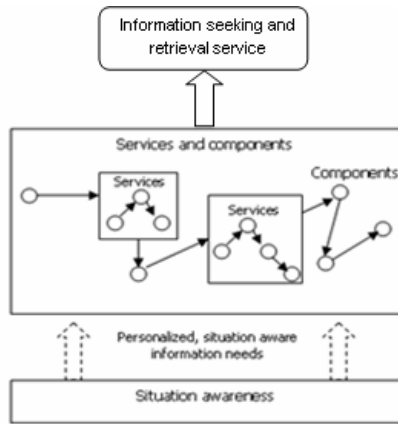 Information seeking and
retrieval service
Services and components
Services
Components
Services
Personalized, situation aware
information needs
Situation awareness